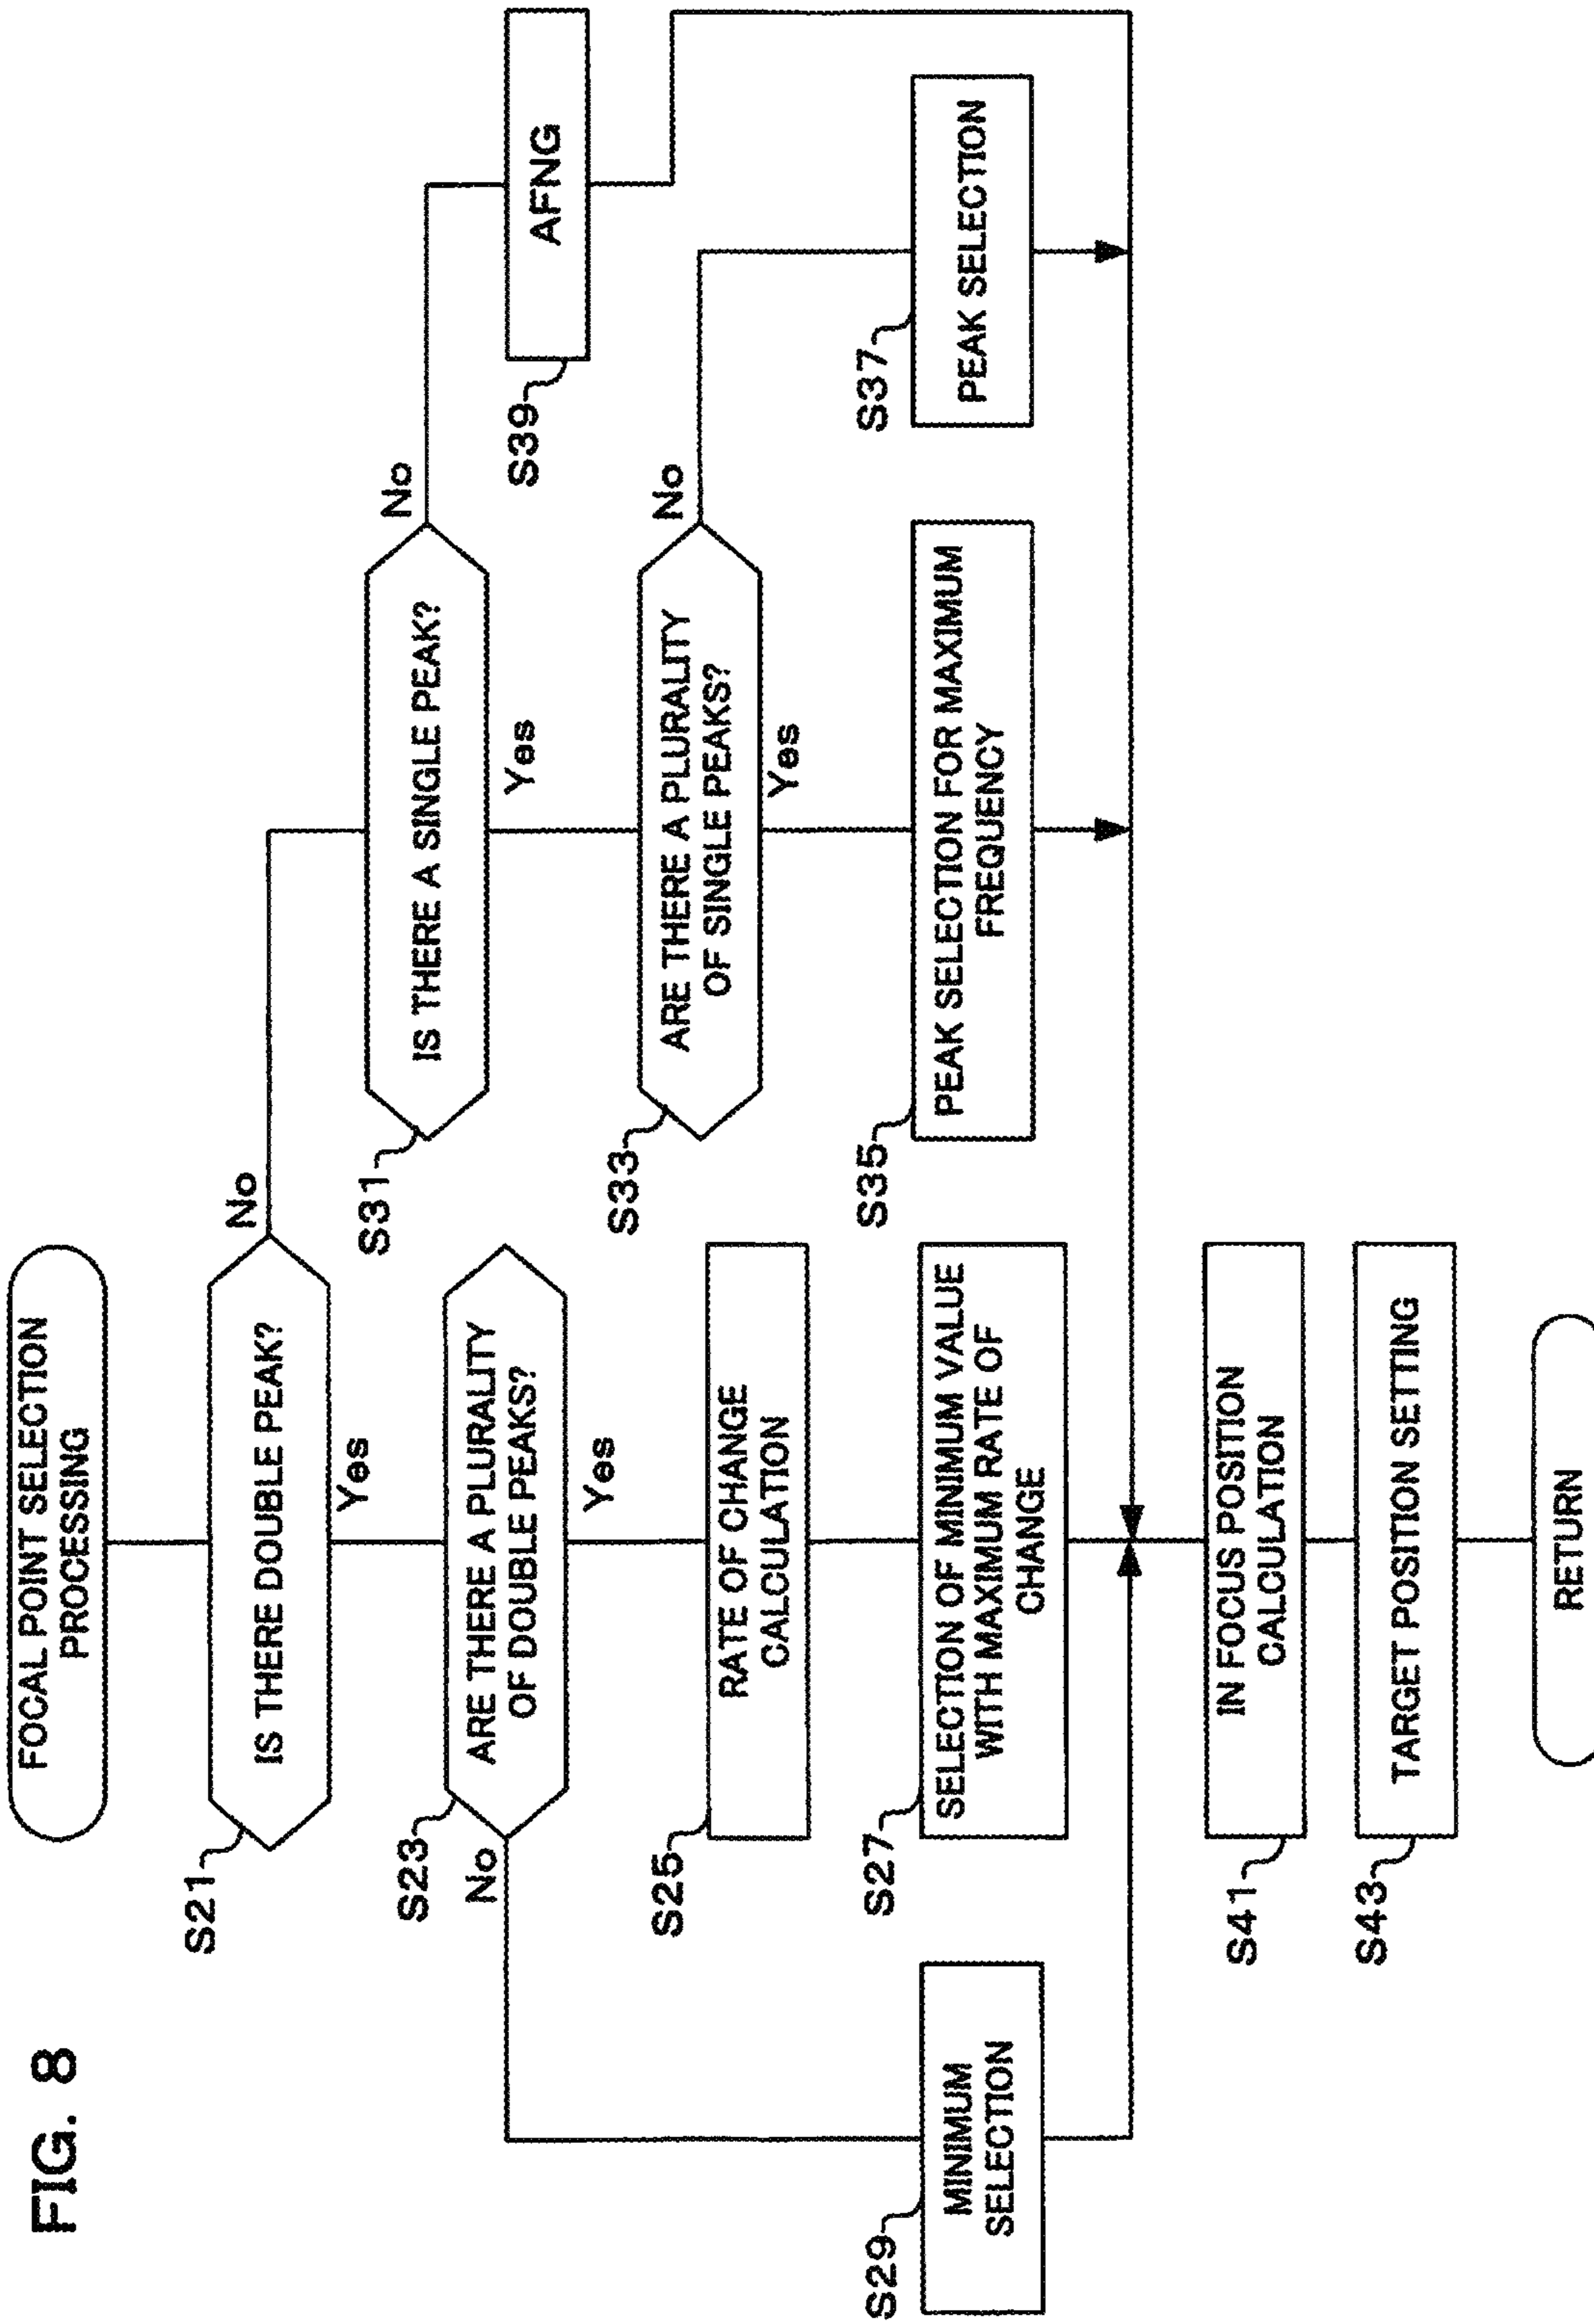 FIG. 8
FOCAL POINT SELECTION
PROCESSING
S21
IS THERE DOUBLE PEAK?
No
Yes
S23
ARE THERE A PLURALITY
OF DOUBLE PEAKS?
No
Yes
S25
RATE OF CHANGE
CALCULATION
S27
SELECTION OF MINIMUM VALUE
WITH MAXIMUM RATE OF
CHANGE
S29
MINIMUM
SELECTION
S31
IS THERE A SINGLE PEAK?
No
Yes
S33
ARE THERE A PLURALITY
OF SINGLE PEAKS?
No
Yes
S35
PEAK SELECTION FOR MAXIMUM
FREQUENCY
S37
PEAK SELECTION
S39
AFNG
S41
IN FOCUS POSITION
CALCULATION
S43
TARGET POSITION SETTING
RETURN